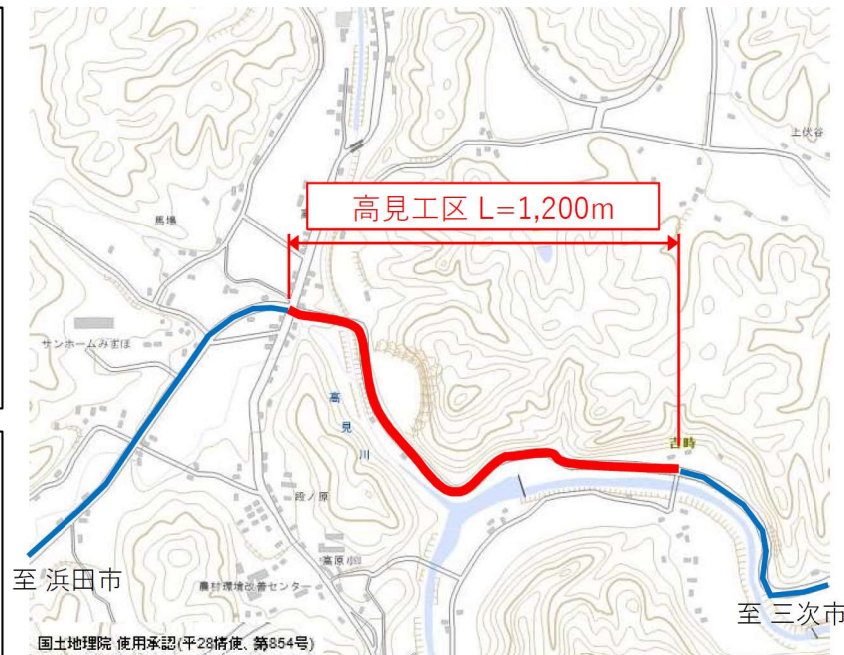 上伏谷
馬場
高見工区 L=1,200m
サンホームみずほ
高見川
吉時
段ノ原
高原小
農村環境改善センター
至 浜田市
至 三次市
国土地理院 使用承認(平28情使、第854号)